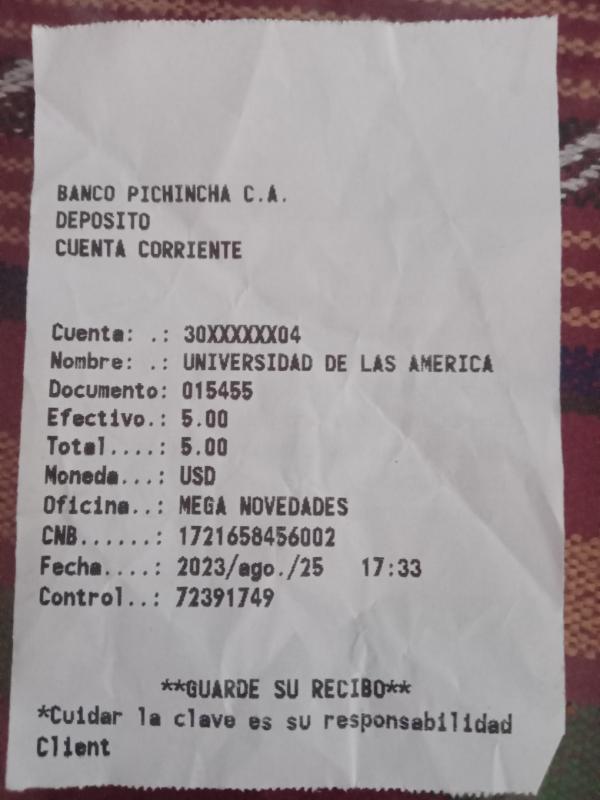 BANCO PICHINCHA C.A.
DEPOSITO
CUENTA CORRIENTE
Cuenta: .: 30XXXXXX04
Nombre: .: UNIVERSIDAD DE LAS AMERICA
Documento: 015455
Efectivo.: 5.00
Total....: 5.00
Moneda...: USD
Oficina..: MEGA NOVEDADES
CNB......: 1721658456002
Fecha....: 2023/ago./25 17:33
Control..: 72391749
**GUARDE SU RECIBO**
*Cuidar la clave es su responsabilidad
Client